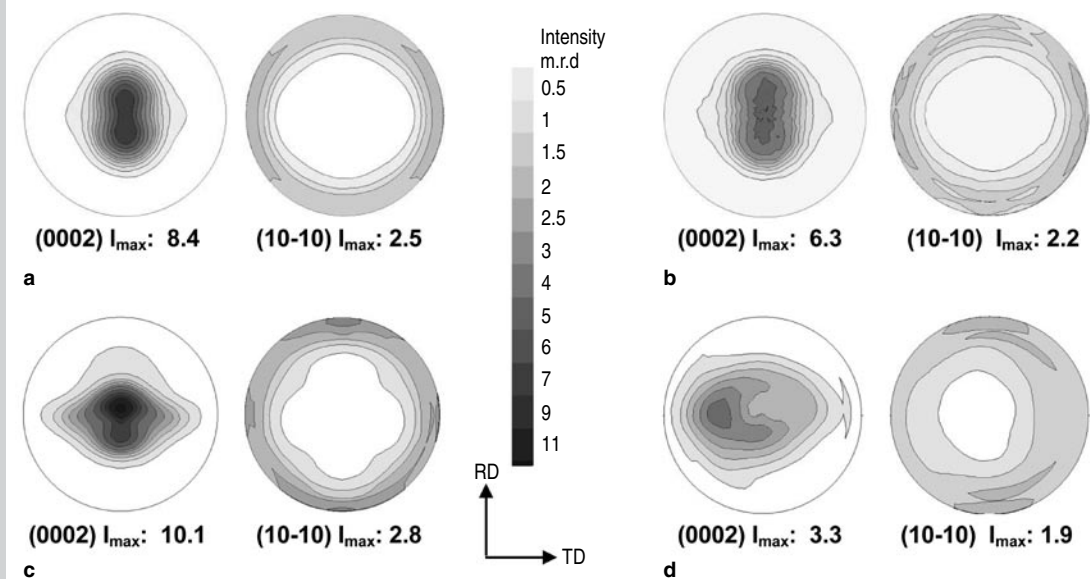 Intensity
m.r.d
0.5
1
1.5
2
2.5
3
4
5
6
7
9
11
(0002) Imax: 8.4
(10-10) Imax: 2.5
a
(0002) Imax: 6.3
(10-10) Imax: 2.2
b
(0002) Imax: 10.1
(10-10) Imax: 2.8
c
RD
TD
(0002) Imax: 3.3
(10-10) Imax: 1.9
d